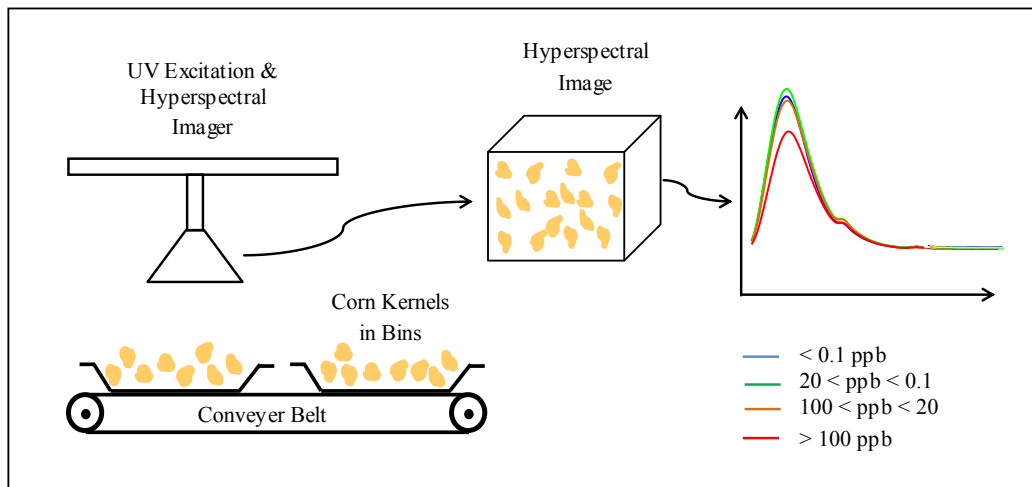 UV Excitation &
Hyperspectral
Imager
Hyperspectral
Image
Corn Kernels
in Bins
Conveyer Belt
< 0.1 ppb
20 < ppb < 0.1
100 < ppb < 20
> 100 ppb